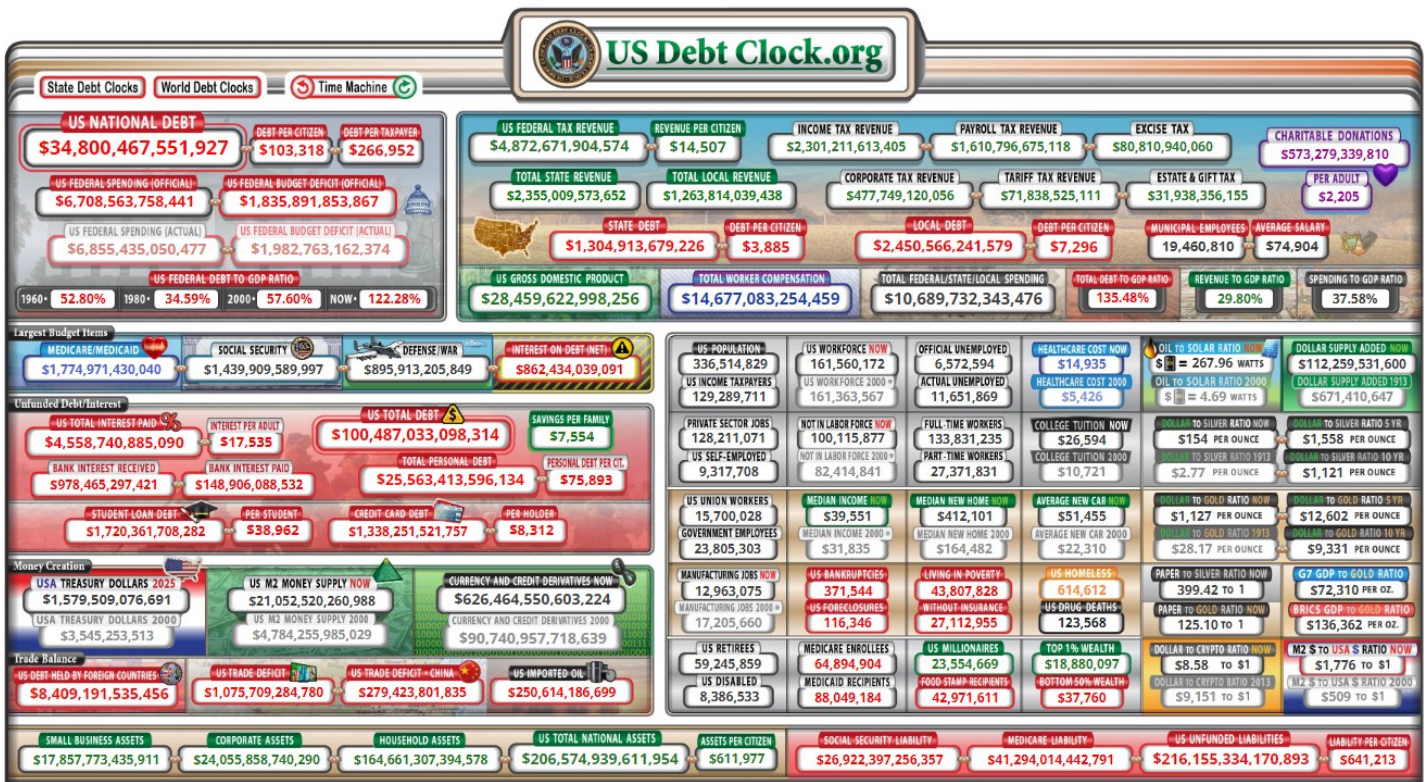 US Debt Clock.org
State Debt Clocks World Debt Clocks Time Machine
US NATIONAL DEBT
$34,800,467,551,927
DEBT PER CITIZEN
$103,318
DEBT PER TAXPAYER
$266,952
US FEDERAL SPENDING (OFFICIAL)
$6,708,563,758,441
US FEDERAL BUDGET DEFICIT (OFFICIAL)
$1,835,891,853,867
US FEDERAL SPENDING (ACTUAL)
$6,855,435,050,477
US FEDERAL BUDGET DEFICIT (ACTUAL)
$1,982,763,162,374
US FEDERAL DEBT TO GDP RATIO
1960• 52.80% 1980• 34.59% 2000• 57.60% NOW• 122.28%
US FEDERAL TAX REVENUE
$4,872,671,904,574
REVENUE PER CITIZEN
$14,507
INCOME TAX REVENUE
$2,301,211,613,405
PAYROLL TAX REVENUE
$1,610,796,675,118
EXCISE TAX
$80,810,940,060
CHARITABLE DONATIONS
$573,279,339,810
TOTAL STATE REVENUE
$2,355,009,573,652
TOTAL LOCAL REVENUE
$1,263,814,039,438
CORPORATE TAX REVENUE
$477,749,120,056
TARIFF TAX REVENUE
$71,838,525,111
ESTATE & GIFT TAX
$31,938,356,155
PER ADULT
$2,205
STATE DEBT
$1,304,913,679,226
DEBT PER CITIZEN
$3,885
LOCAL DEBT
$2,450,566,241,579
DEBT PER CITIZEN
$7,296
MUNICIPAL EMPLOYEES
19,460,810
AVERAGE SALARY
$74,904
US GROSS DOMESTIC PRODUCT
$28,459,622,998,256
TOTAL WORKER COMPENSATION
$14,677,083,254,459
TOTAL FEDERAL/STATE/LOCAL SPENDING
$10,689,732,343,476
TOTAL DEBT TO GDP RATIO
135.48%
REVENUE TO GDP RATIO
29.80%
SPENDING TO GDP RATIO
37.58%
Largest Budget Items
MEDICARE/MEDICAID
$1,774,971,430,040
SOCIAL SECURITY
$1,439,909,589,997
DEFENSE/WAR
$895,913,205,849
INTEREST ON DEBT (NET)
$862,434,039,091
Unfunded Debt/Interest
US TOTAL INTEREST PAID
$4,558,740,885,090
INTEREST PER ADULT
$17,535
US TOTAL DEBT
$100,487,033,098,314
SAVINGS PER FAMILY
$7,554
BANK INTEREST RECEIVED
$978,465,297,421
BANK INTEREST PAID
$148,906,088,532
TOTAL PERSONAL DEBT
$25,563,413,596,134
PERSONAL DEBT PER CIT.
$75,893
STUDENT LOAN DEBT
$1,720,361,708,282
PER STUDENT
$38,962
CREDIT CARD DEBT
$1,338,251,521,757
PER HOLDER
$8,312
Money Creation
USA TREASURY DOLLARS 2025
$1,579,509,076,691
USA TREASURY DOLLARS 2000
$3,545,253,513
US M2 MONEY SUPPLY NOW
$21,052,520,260,988
US M2 MONEY SUPPLY 2000
$4,784,255,985,029
CURRENCY AND CREDIT DERIVATIVES NOW
$626,464,550,603,224
CURRENCY AND CREDIT DERIVATIVES 2000
$90,740,957,718,639
Trade Balance
US DEBT HELD BY FOREIGN COUNTRIES
$8,409,191,535,456
US TRADE DEFICIT
$1,075,709,284,780
US TRADE DEFICIT - CHINA
$279,423,801,835
US IMPORTED OIL
$250,614,186,699
US POPULATION
336,514,829
US INCOME TAXPAYERS
129,289,711
US WORKFORCE NOW
161,560,172
US WORKFORCE 2000 *
161,363,567
OFFICIAL UNEMPLOYED
6,572,594
ACTUAL UNEMPLOYED
11,651,869
HEALTHCARE COST NOW
$14,935
HEALTHCARE COST 2000
$5,426
OIL TO SOLAR RATIO NOW
$ = 267.96 WATTS
OIL TO SOLAR RATIO 2000
$ = 4.69 WATTS
DOLLAR SUPPLY ADDED NOW
$112,259,531,600
DOLLAR SUPPLY ADDED 1913
$671,410,647
PRIVATE SECTOR JOBS
128,211,071
US SELF-EMPLOYED
9,317,708
NOT IN LABOR FORCE NOW
100,115,877
NOT IN LABOR FORCE 2000 *
82,414,841
FULL-TIME WORKERS
133,831,235
PART-TIME WORKERS
27,371,831
COLLEGE TUITION NOW
$26,594
COLLEGE TUITION 2000
$10,721
DOLLAR TO SILVER RATIO NOW
$154 PER OUNCE
DOLLAR TO SILVER RATIO 1913
$2.77 PER OUNCE
DOLLAR TO SILVER RATIO 5 YR
$1,558 PER OUNCE
DOLLAR TO SILVER RATIO 10 YR
$1,121 PER OUNCE
US UNION WORKERS
15,700,028
GOVERNMENT EMPLOYEES
23,805,303
MEDIAN INCOME NOW
$39,551
MEDIAN INCOME 2000 *
$31,835
MEDIAN NEW HOME NOW
$412,101
MEDIAN NEW HOME 2000
$164,482
AVERAGE NEW CAR NOW
$51,455
AVERAGE NEW CAR 2000
$22,310
DOLLAR TO GOLD RATIO NOW
$1,127 PER OUNCE
DOLLAR TO GOLD RATIO 1913
$28.17 PER OUNCE
DOLLAR TO GOLD RATIO 5 YR
$12,602 PER OUNCE
DOLLAR TO GOLD RATIO 10 YR
$9,331 PER OUNCE
MANUFACTURING JOBS NOW
12,963,075
MANUFACTURING JOBS 2000 *
17,205,660
US BANKRUPTCIES
371,544
US FORECLOSURES
116,346
LIVING IN POVERTY
43,807,828
WITHOUT INSURANCE
27,112,955
US HOMELESS
614,612
US DRUG DEATHS
123,568
PAPER TO SILVER RATIO NOW
399.42 TO 1
PAPER TO GOLD RATIO NOW
125.10 TO 1
G7 GDP TO GOLD RATIO
$72,310 PER OZ.
BRICS GDP TO GOLD RATIO
$136,362 PER OZ.
US RETIREES
59,245,859
US DISABLED
8,386,533
MEDICARE ENROLLEES
64,894,904
MEDICAID RECIPIENTS
88,049,184
US MILLIONAIRES
23,554,669
FOOD STAMP RECIPIENTS
42,971,611
TOP 1% WEALTH
$18,880,097
BOTTOM 50% WEALTH
$37,760
DOLLAR TO CRYPTO RATIO NOW
$8.58 TO $1
DOLLAR TO CRYPTO RATIO 2013
$9,151 TO $1
M2 $ TO USA $ RATIO NOW
$1,776 TO $1
M2 $ TO USA $ RATIO 2000
$509 TO $1
SMALL BUSINESS ASSETS
$17,857,773,435,911
CORPORATE ASSETS
$24,055,858,740,290
HOUSEHOLD ASSETS
$164,661,307,394,578
US TOTAL NATIONAL ASSETS
$206,574,939,611,954
ASSETS PER CITIZEN
$611,977
SOCIAL SECURITY LIABILITY
$26,922,397,256,357
MEDICARE LIABILITY
$41,294,014,442,791
US UNFUNDED LIABILITIES
$216,155,334,170,893
LIABILITY PER CITIZEN
$641,213